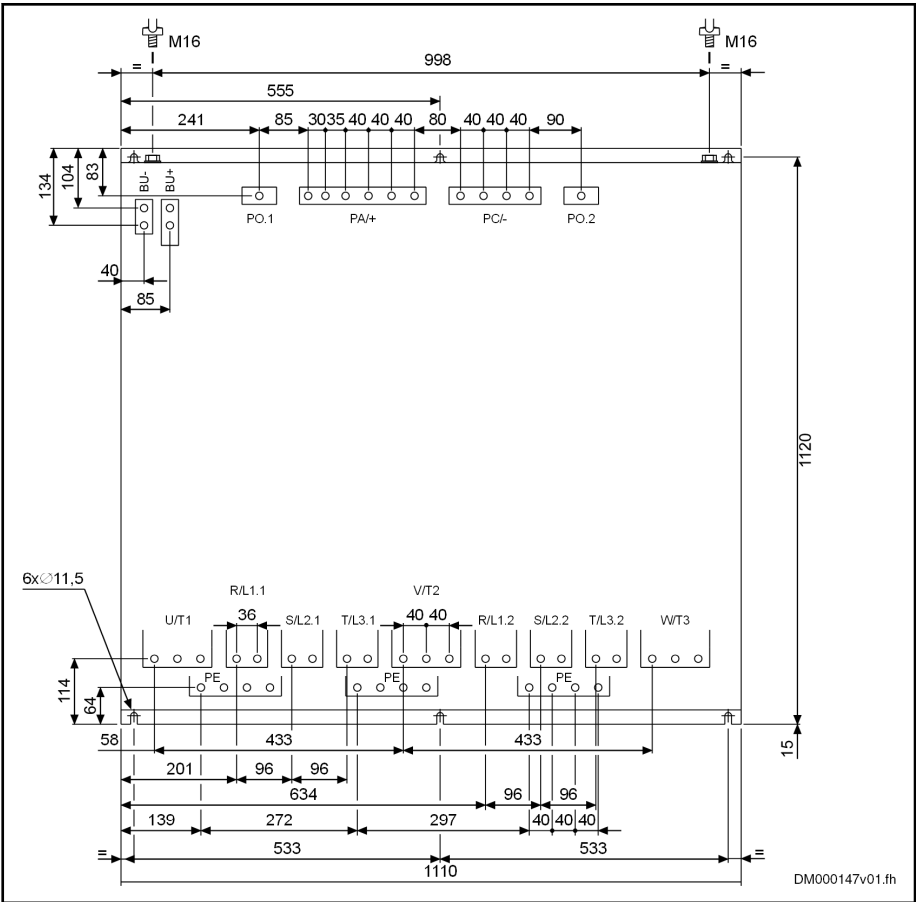 M16 M16
= 998 =
555
241 85 30 35 40 40 40 80 40 40 40 90
134 104 83 BU- BU+
PO.1 PA/+ PC/- PO.2
40
85
1120
6x∅11,5
R/L1.1 V/T2
U/T1 36 S/L2.1 T/L3.1 40 40 R/L1.2 S/L2.2 T/L3.2 W/T3
PE PE PE
114 64
58 433 433 15
201 96 96
634 96 96
139 272 297 40 40 40
= 533 533 =
1110
DM000147v01.fh